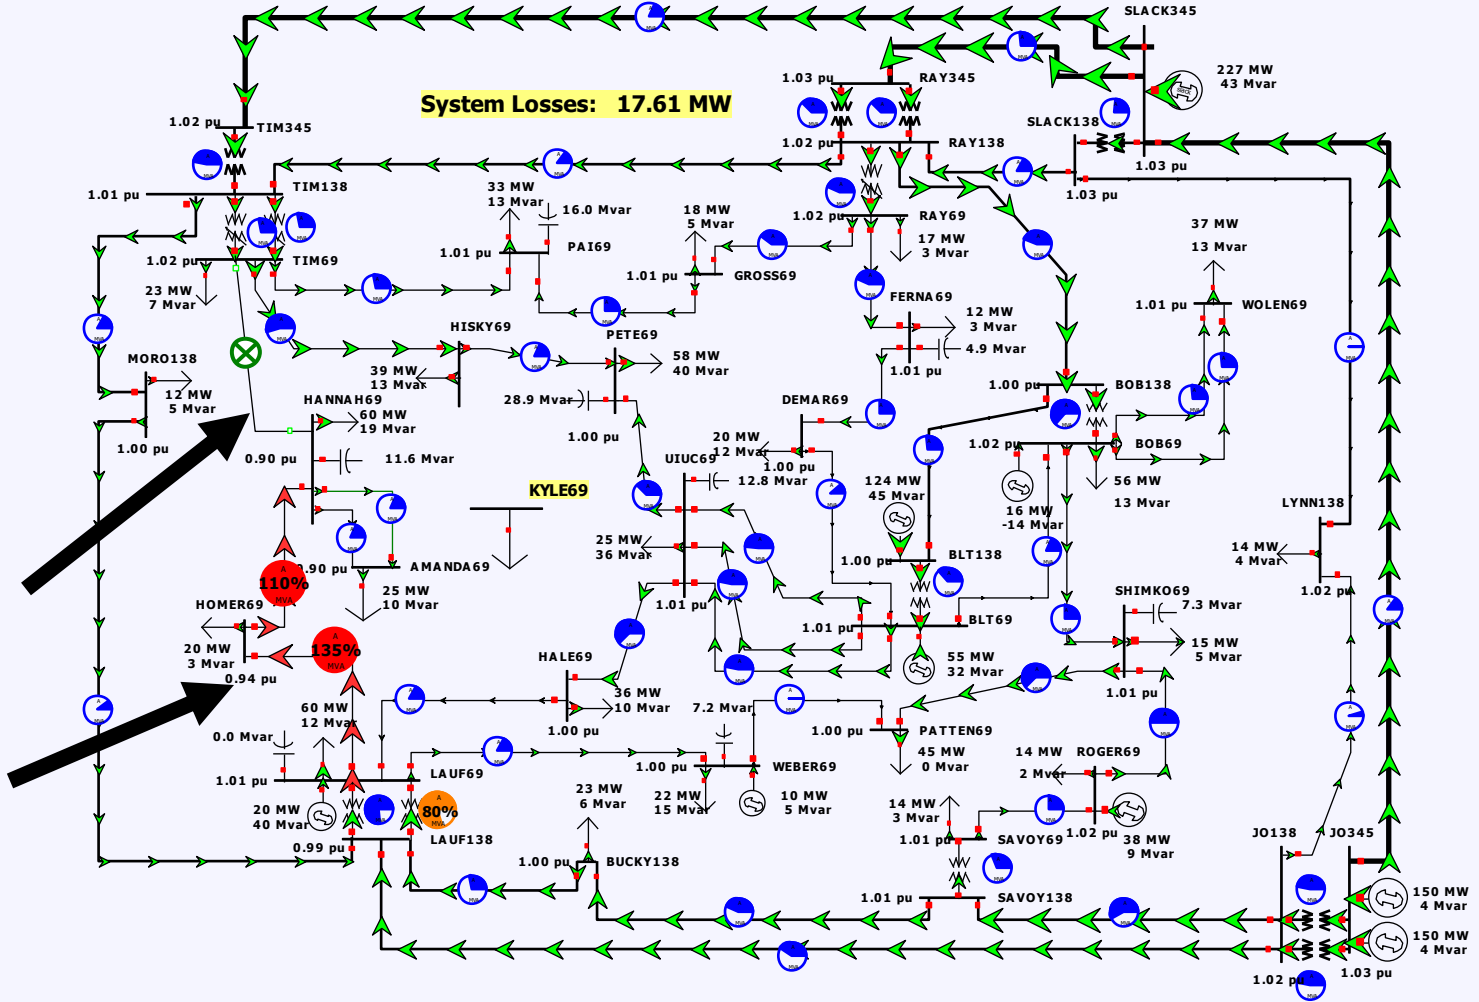 SLACK345
227 MW
43 Mvar
slack
RAY345
1.03 pu
System Losses: 17.61 MW
SLACK138
1.02 pu
TIM345
1.02 pu
RAY138
1.03 pu
1.03 pu
1.01 pu
TIM138
33 MW
13 Mvar
16.0 Mvar
18 MW
5 Mvar
1.02 pu
RAY69
17 MW
3 Mvar
37 MW
13 Mvar
1.01 pu
PAI69
1.02 pu
TIM69
1.01 pu
GROSS69
23 MW
7 Mvar
FERNA69
12 MW
3 Mvar
1.01 pu
WOLEN69
HISKY69
PETE69
4.9 Mvar
1.01 pu
MORO138
12 MW
5 Mvar
1.00 pu
39 MW
13 Mvar
58 MW
40 Mvar
28.9 Mvar
1.00 pu
1.00 pu
BOB138
HANNAH69
60 MW
19 Mvar
DEMAR69
20 MW
12 Mvar
1.00 pu
1.02 pu
BOB69
0.90 pu
11.6 Mvar
UIUC69
12.8 Mvar
124 MW
45 Mvar
56 MW
13 Mvar
16 MW
-14 Mvar
KYLE69
LYNN138
14 MW
4 Mvar
1.02 pu
25 MW
36 Mvar
1.00 pu
BLT138
110%
0.90 pu
AMANDA69
25 MW
10 Mvar
1.01 pu
SHIMKO69
7.3 Mvar
15 MW
5 Mvar
1.01 pu
HOMER69
20 MW
3 Mvar
0.94 pu
135%
1.01 pu
BLT69
55 MW
32 Mvar
HALE69
36 MW
10 Mvar
1.00 pu
60 MW
12 Mvar
7.2 Mvar
1.00 pu
PATTEN69
45 MW
0 Mvar
0.0 Mvar
1.01 pu
LAUF69
1.00 pu
WEBER69
ROGER69
14 MW
2 Mvar
20 MW
40 Mvar
80%
23 MW
6 Mvar
22 MW
15 Mvar
10 MW
5 Mvar
14 MW
3 Mvar
1.02 pu
38 MW
9 Mvar
0.99 pu
LAUF138
1.00 pu
BUCKY138
1.01 pu
SAVOY69
JO138
JO345
1.01 pu
SAVOY138
150 MW
4 Mvar
150 MW
4 Mvar
1.02 pu
1.03 pu